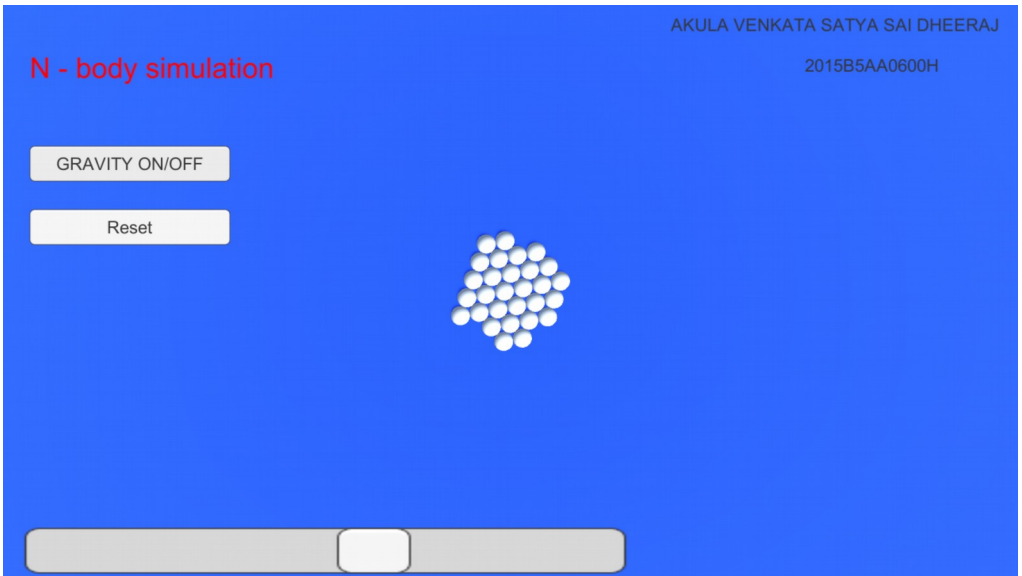 AKULA VENKATA SATYA SAI DHEERAJ
N - body simulation
2015B5AA0600H
GRAVITY ON/OFF
Reset